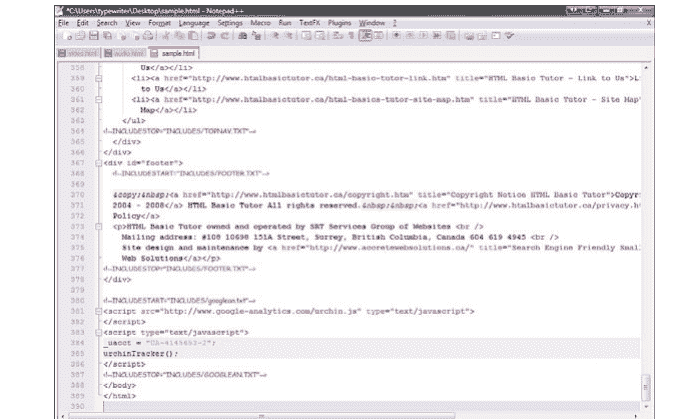 *C:\Users\typewriter\Desktop\sample.html - Notepad++
File Edit Search View Format Language Settings Macro Run TextFX Plugins Window ? X
video.html audio.html sample.html
358 Us</a></li>
359 <li><a href="http://www.htmlbasictutor.ca/html-basic-tutor-link.htm" title="HTML Basic Tutor - Link to Us">L
360 to Us</a></li>
361 <li><a href="http://www.htmlbasictutor.ca/html-basics-tutor-site-map.htm" title="HTML Basic Tutor - Site Map"
362 Map</a></li>
363 </ul>
364 <!--INCLUDESTOP="INCLUDES/TOPNAV.TXT"-->
365 </div>
366 </div>
367 <div id="footer">
368 <!--INCLUDESTART="INCLUDES/FOOTER.TXT"-->
369
370 &copy;&nbsp;<a href="http://www.htmlbasictutor.ca/copyright.htm" title="Copyright Notice HTML Basic Tutor">Copyr
371 2004 - 2008</a> HTML Basic Tutor All rights reserved.&nbsp;&nbsp;<a href="http://www.htmlbasictutor.ca/privacy.h
372 Policy</a>
373 <p>HTML Basic Tutor owned and operated by SRT Services Group of Websites <br />
374 Mailing address: #108 10698 151A Street, Surrey, British Columbia, Canada 604 619 4945 <br />
375 Site design and maintenance by <a href="http://www.accretewebsolutions.ca/" title="Search Engine Friendly Smal
376 Web Solutions</a></p>
377 <!--INCLUDESTOP="INCLUDES/FOOTER.TXT"-->
378 </div>
379
380 <!--INCLUDESTART="INCLUDES/googlean.txt"-->
381 <script src="http://www.google-analytics.com/urchin.js" type="text/javascript">
382 </script>
383 <script type="text/javascript">
384 _uacct = "UA-4149693-2";
385 urchinTracker();
386 </script>
387 <!--INCLUDESTOP="INCLUDES/GOOGLEAN.TXT"-->
388 </body>
389 </html>
390